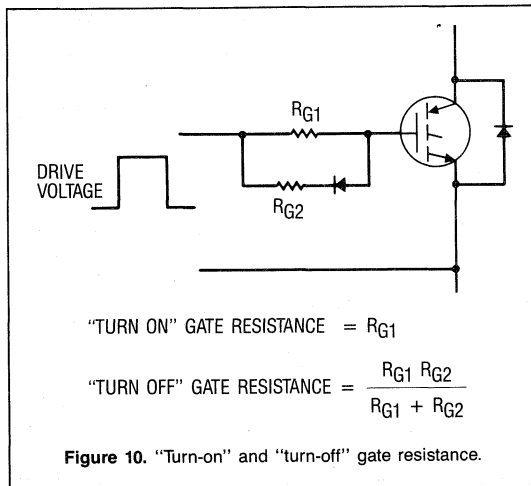 RG1
DRIVE
VOLTAGE
RG2
"TURN ON" GATE RESISTANCE = RG1
"TURN OFF" GATE RESISTANCE = RG1 RG2
RG1 + RG2
Figure 10. "Turn-on" and "turn-off" gate resistance.